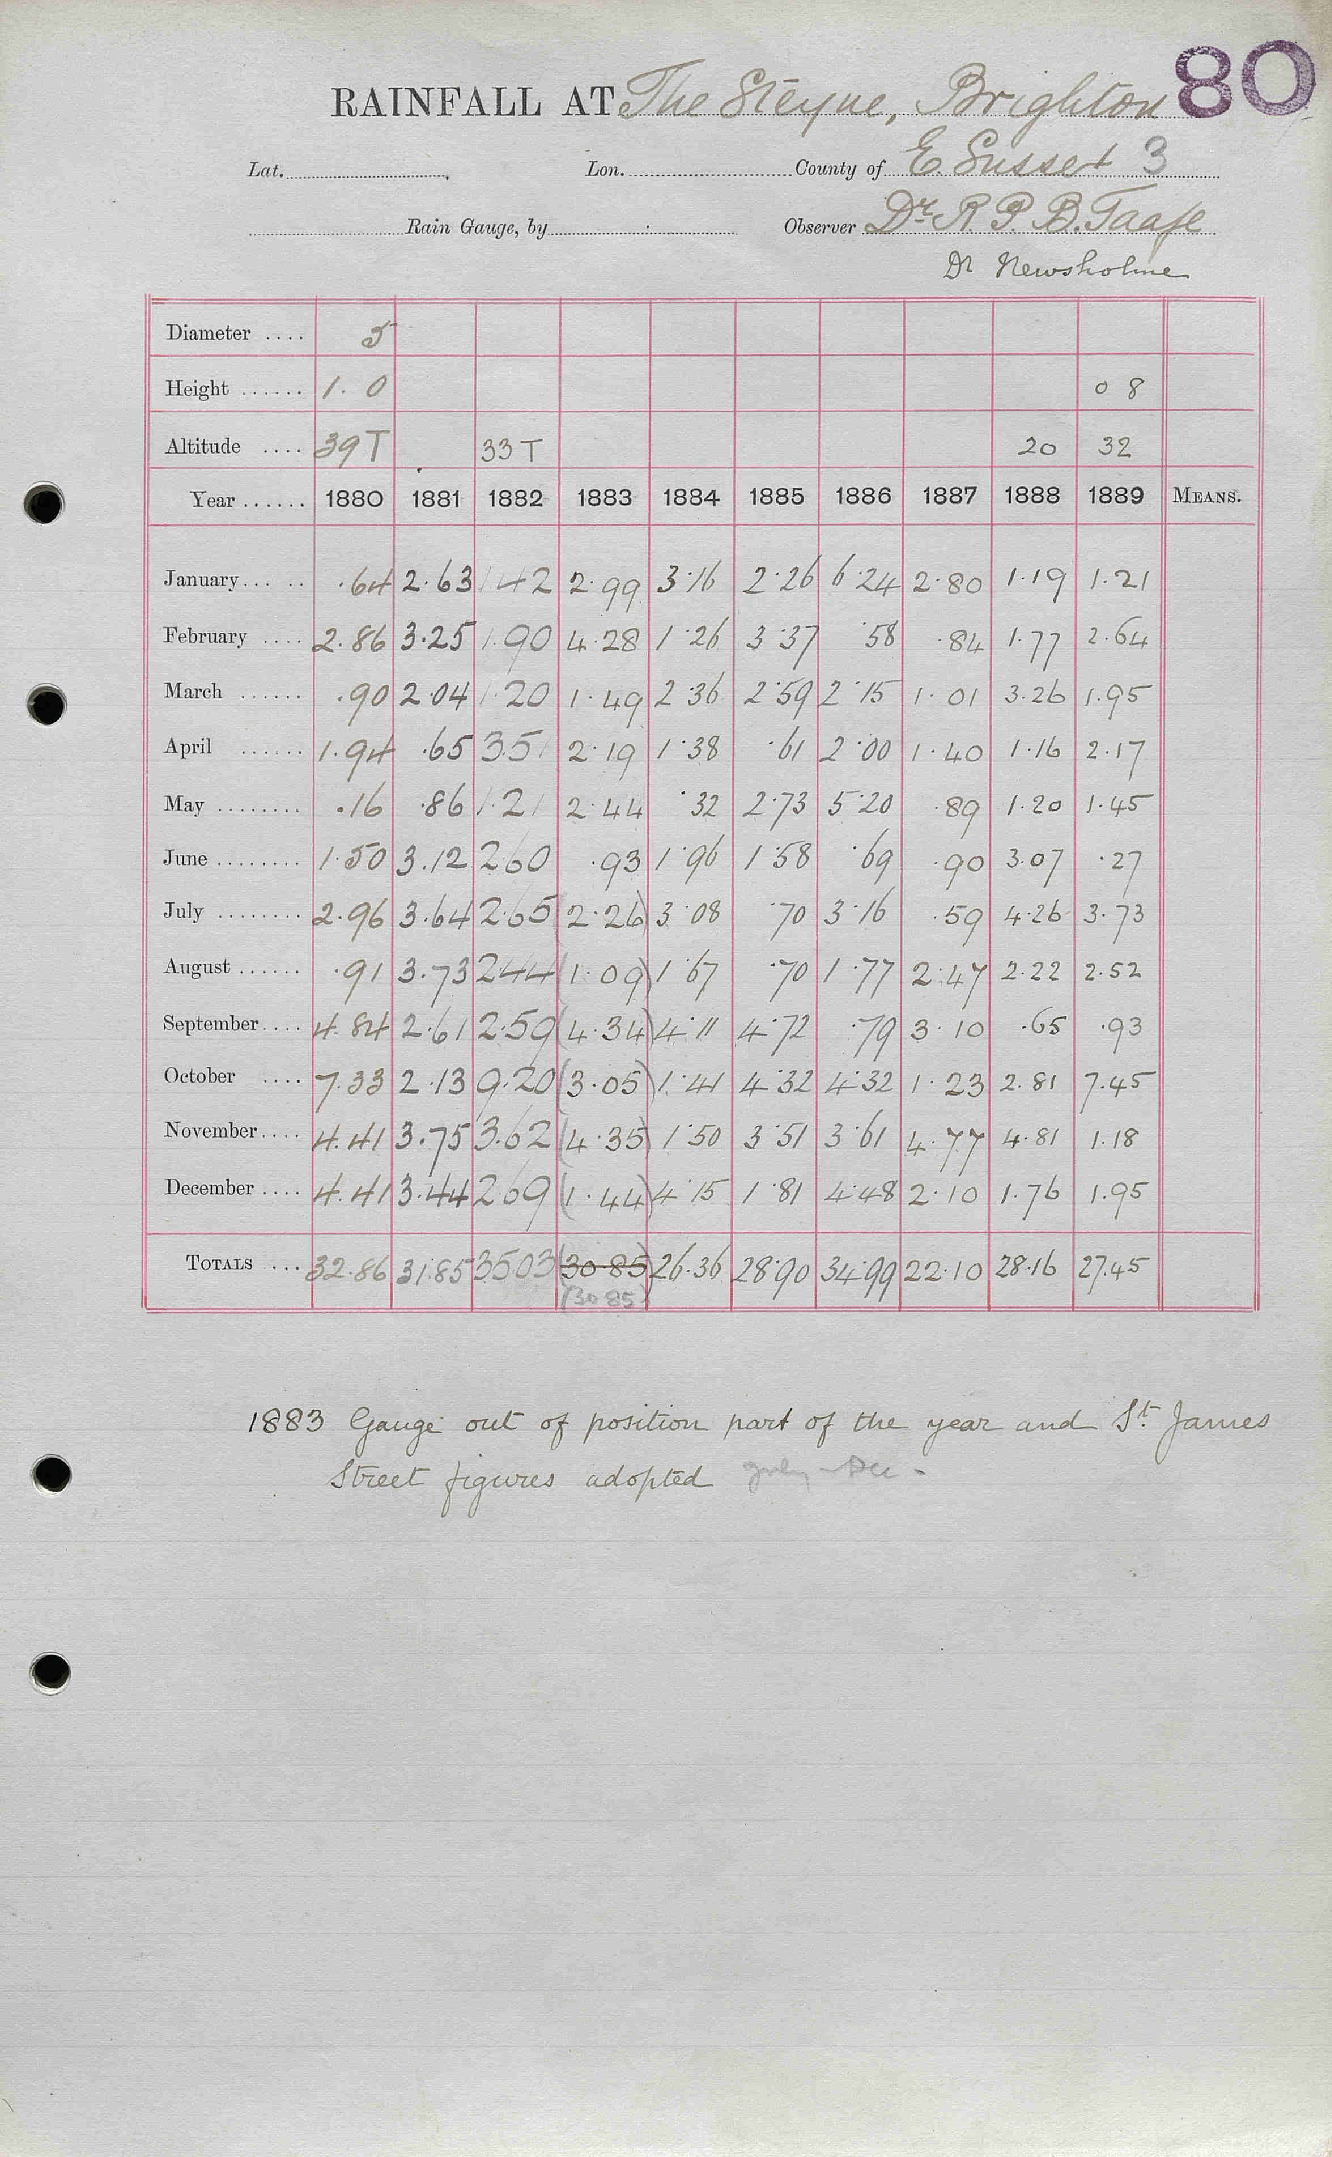 80
RAINFALL AT The Steyne, Brighton
Lat. Lon. County of E. Sussex 3
Rain Gauge, by Observer Dr. R. P. B. Taafe
Dr Newsholme
Diameter .... 5
Height ...... 1. 0 0 8
Altitude .... 39T 33T 20 32
Year ...... 1880 1881 1882 1883 1884 1885 1886 1887 1888 1889 MEANS.
January... .. .64 2.63 1 42 2.99 3.16 2.26 6.24 2.80 1.19 1.21
February .... 2.86 3.25 1.90 4.28 1.26 3.37 .58 .84 1.77 2.64
March ...... .90 2.04 1.20 1.49 2.36 2.59 2.15 1.01 3.26 1.95
April ...... 1.94 .65 3.51 2.19 1.38 .61 2.00 1.40 1.16 2.17
May ........ .16 .86 1.21 2.44 .32 2.73 5.20 .89 1.20 1.45
June ........ 1.50 3.12 2.60 .93 1.96 1.58 .69 .90 3.07 .27
July ........ 2.96 3.64 2.65 (2.26) 3.08 .70 3.16 .59 4.26 3.73
August ...... .91 3.73 2.44 (1.09) 1.67 .70 1.77 2.47 2.22 2.52
September.... 4.84 2.61 2.59 (4.34) 4.11 4.72 .79 3.10 .65 .93
October .... 7.33 2.13 9.20 (3.05) 1.41 4.32 4.32 1.23 2.81 7.45
November.... 4.41 3.75 3.62 (4.35) 1.50 3.51 3.61 4.77 4.81 1.18
December .... 4.41 3.44 2.69 (1.44) 4.15 1.81 4.48 2.10 1.76 1.95
TOTALS ... 32.86 31.85 35.03 (30.85) 26.36 28.90 34.99 22.10 28.16 27.45
(30 85)
1883 Gauge out of position part of the year and St. James
Street figures adopted July - Dec.